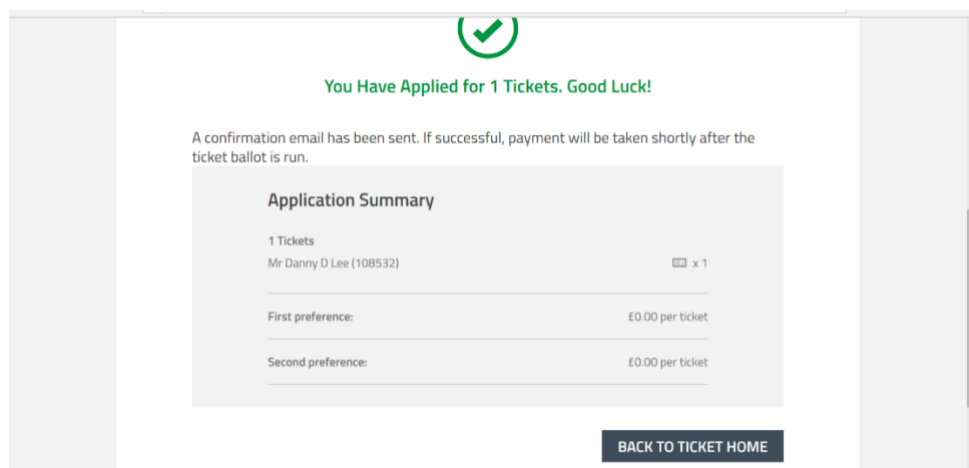 You Have Applied for 1 Tickets. Good Luck!
A confirmation email has been sent. If successful, payment will be taken shortly after the
ticket ballot is run.
Application Summary
1 Tickets
Mr Danny D Lee (108532) x 1
First preference: £0.00 per ticket
Second preference: £0.00 per ticket
BACK TO TICKET HOME